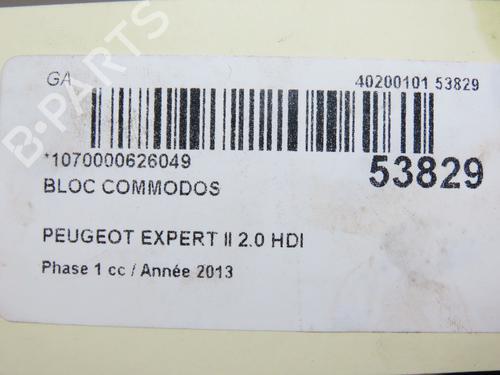 GA 40200101 53829
*1070000626049 53829
BLOC COMMODOS
PEUGEOT EXPERT II 2.0 HDI
Phase 1 cc / Année 2013
B-PARTS